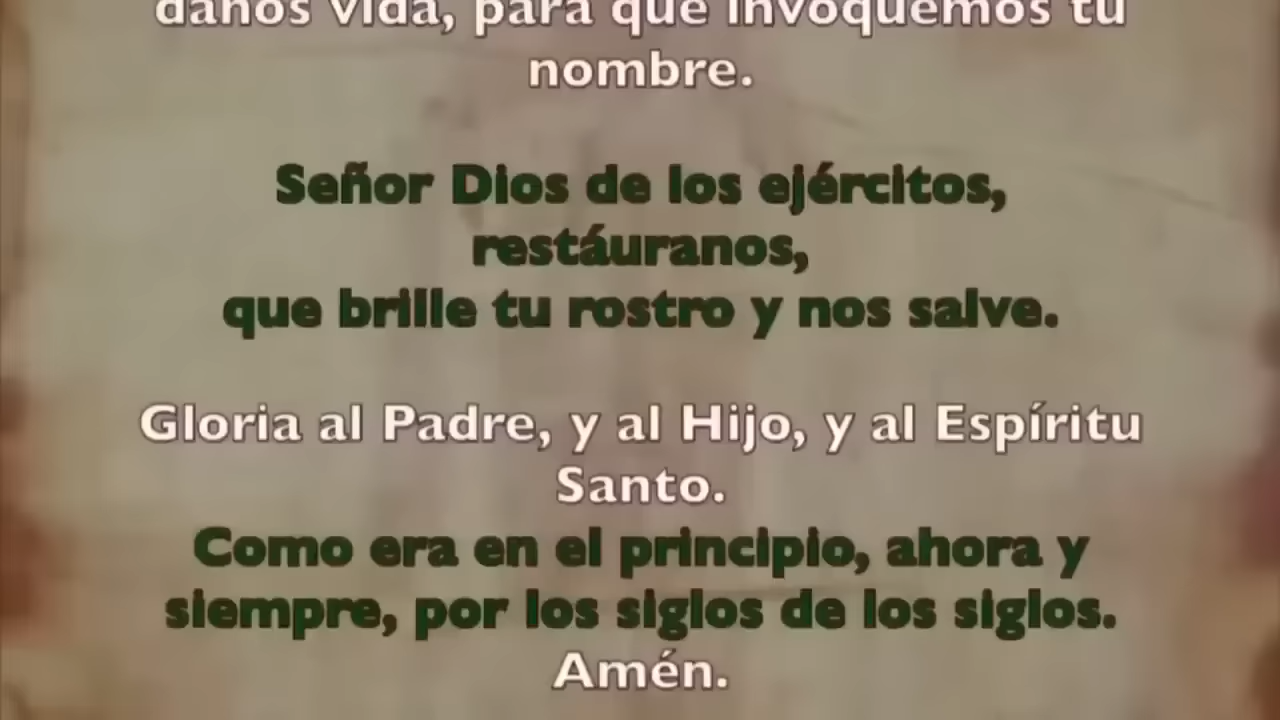 danos vida, para que invoquemos tu
nombre.
Señor Dios de los ejércitos,
restáuranos,
que brille tu rostro y nos salve.
Gloria al Padre, y al Hijo, y al Espíritu
Santo.
Como era en el principio, ahora y
siempre, por los siglos de los siglos.
Amén.